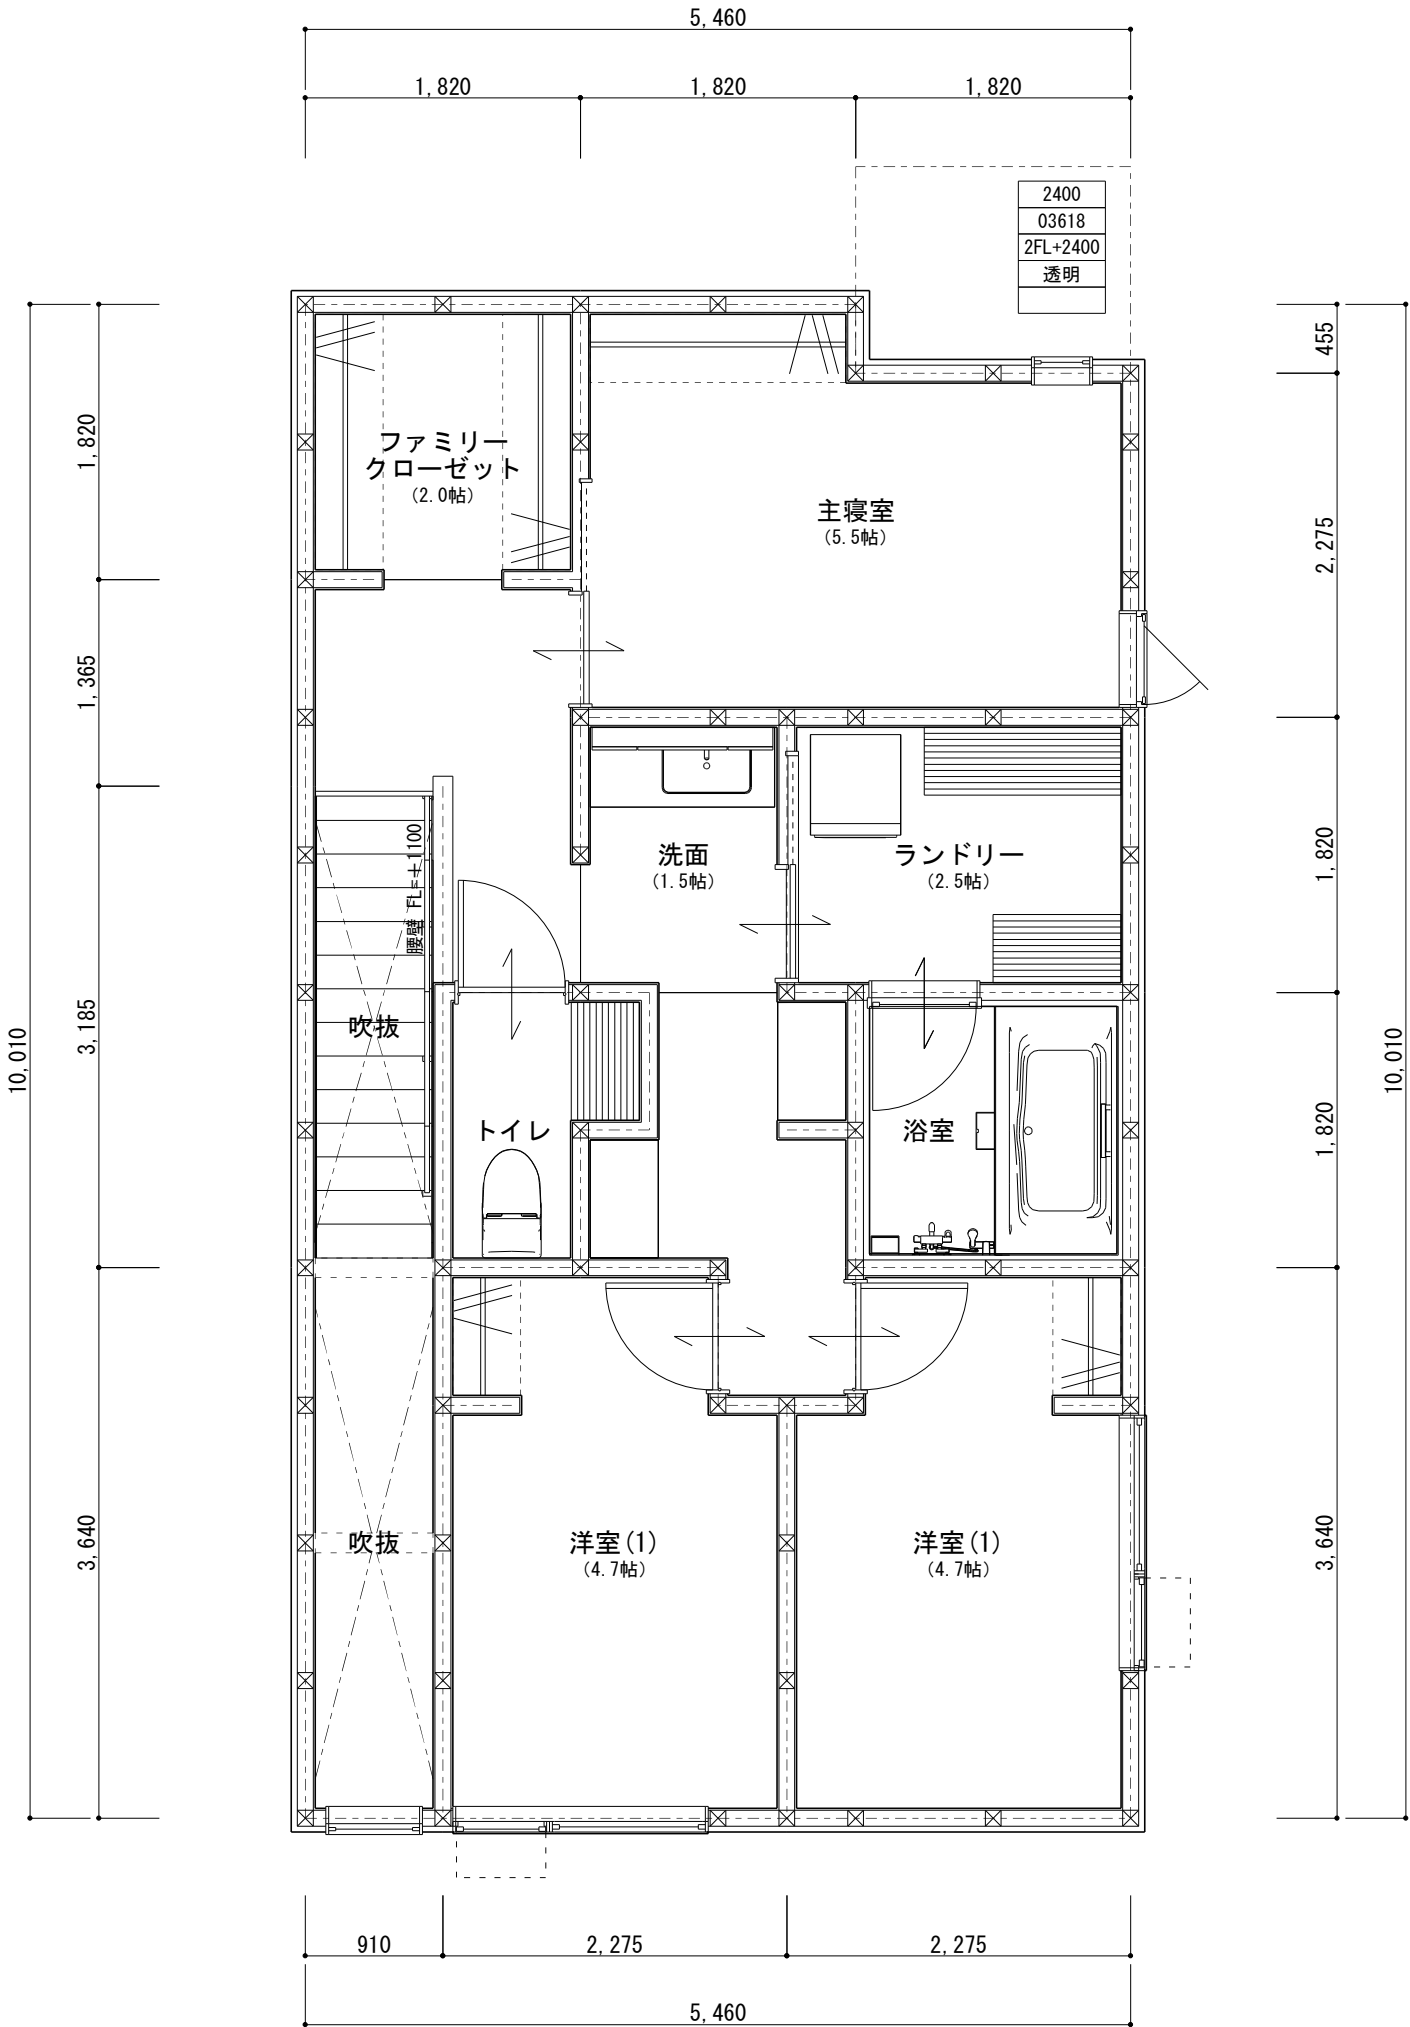 5,460
1,820
1,820
1,820
2400
03618
2FL+2400
透明
455
1,820
ファミリー
クローゼット
(2.0帖)
主寝室
(5.5帖)
2,275
1,365
腰壁 FL=+1100
洗面
(1.5帖)
ランドリー
(2.5帖)
1,820
10,010
3,185
吹抜
トイレ
浴室
1,820
10,010
3,640
吹抜
洋室(1)
(4.7帖)
洋室(1)
(4.7帖)
3,640
910
2,275
2,275
5,460